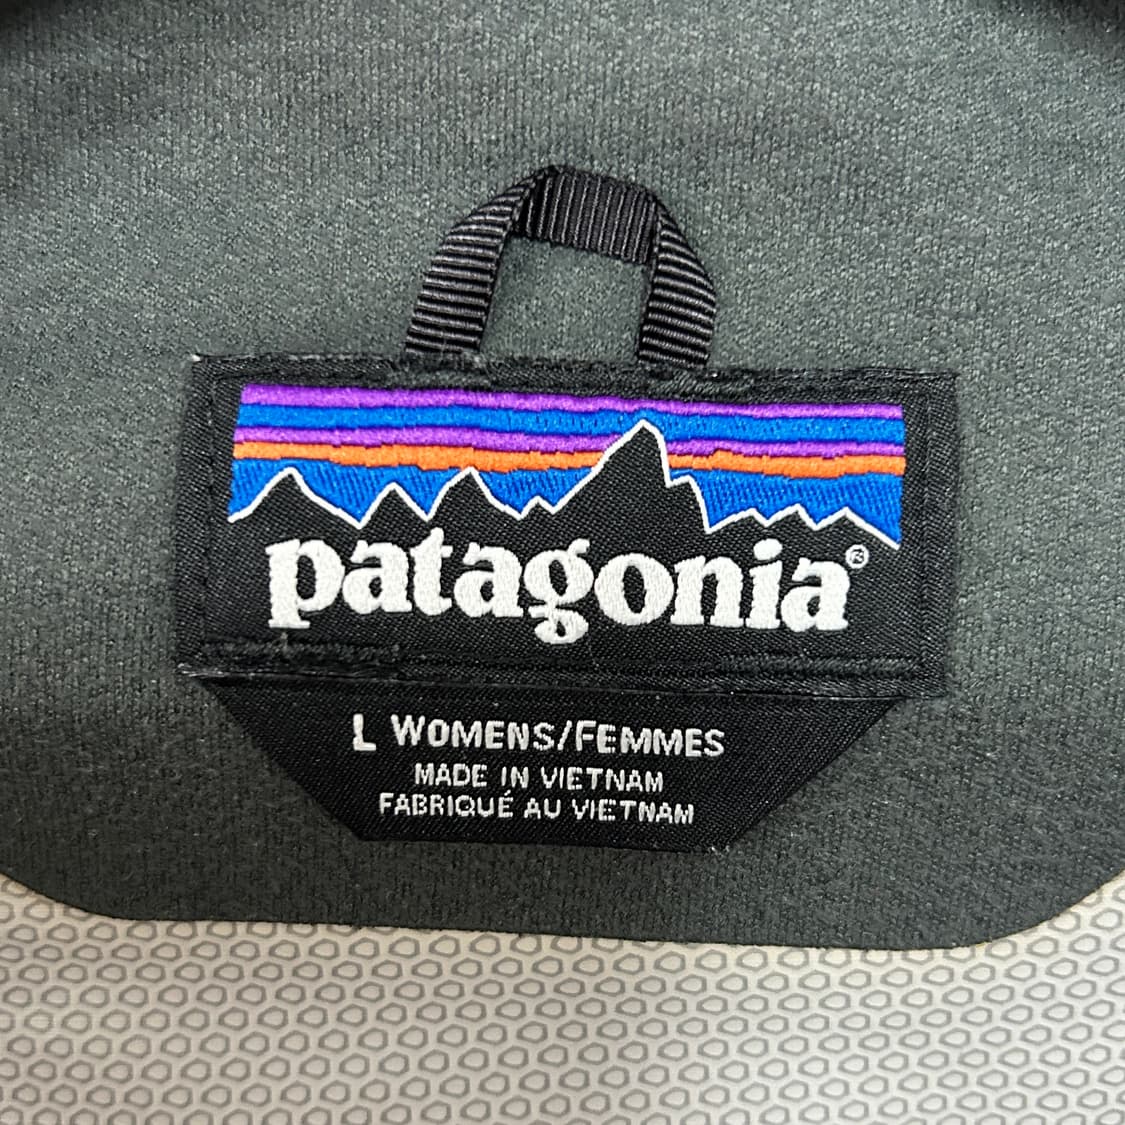 patagonia®
L WOMENS/FEMMES
MADE IN VIETNAM
FABRIQUÉ AU VIETNAM